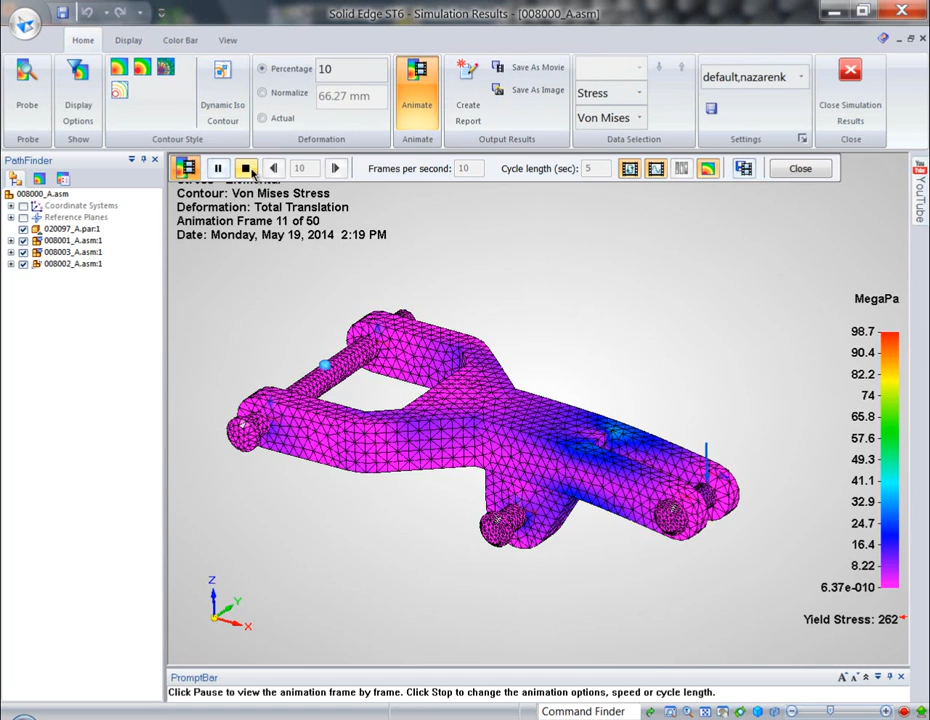 Solid Edge ST6 - Simulation Results - [008000_A.asm]
Home Display Color Bar View
Probe
Display Options
Dynamic Iso Contour
Percentage 10
Normalize 66.27 mm
Actual
Animate
Create Report
Save As Movie
Save As Image
Stress
Von Mises
default,nazarenk
Close Simulation Results
Probe Show Contour Style Deformation Animate Output Results Data Selection Settings Close
PathFinder
10 Frames per second: 10 Cycle length (sec): 5 Close
YouTube
008000_A.asm
Coordinate Systems
Reference Planes
020097_A.par:1
008001_A.asm:1
008003_A.asm:1
008002_A.asm:1
Contour: Von Mises Stress
Deformation: Total Translation
Animation Frame 11 of 50
Date: Monday, May 19, 2014 2:19 PM
MegaPa
98.7
90.4
82.2
74
65.8
57.6
49.3
41.1
32.9
24.7
16.4
8.22
6.37e-010
Yield Stress: 262
Z
Y
X
PromptBar
Click Pause to view the animation frame by frame. Click Stop to change the animation options, speed or cycle length.
Command Finder